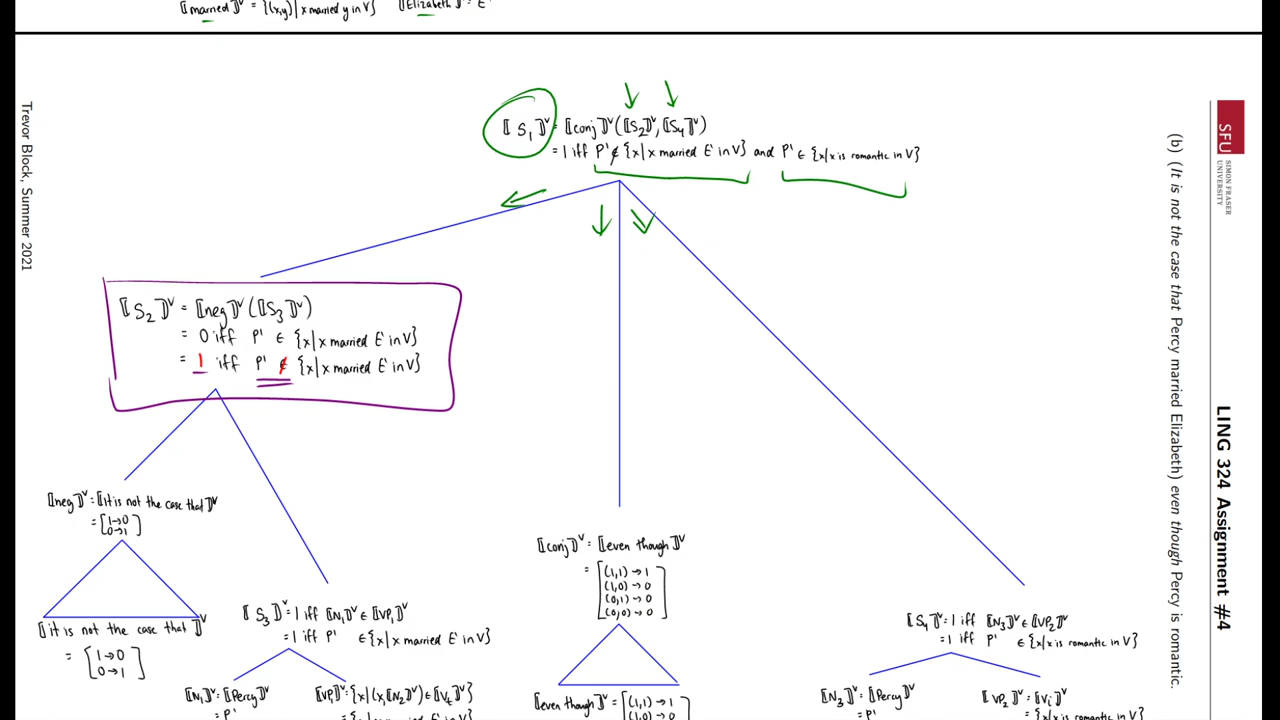 ⟦married⟧ᵛ = {(x,y)| x married y in V} ⟦Elizabeth⟧ᵛ = E'
Trevor Block, Summer 2021
SFU
SIMON FRASER
UNIVERSITY
LING 324 Assignment #4
(b) (It is not the case that Percy married Elizabeth) even though Percy is romantic.
⟦S₁⟧ᵛ = ⟦conj⟧ᵛ(⟦S₂⟧ᵛ, ⟦S₄⟧ᵛ)
= 1 iff P' ∉ {x|x married E' in V} and P' ∈ {x|x is romantic in V}
⟦S₂⟧ᵛ = ⟦neg⟧ᵛ(⟦S₃⟧ᵛ)
= 0 iff P' ∈ {x|x married E' in V}
= 1 iff P' ∉ {x|x married E' in V}
⟦neg⟧ᵛ = ⟦it is not the case that⟧ᵛ
= [1→0
0→1]
⟦it is not the case that⟧ᵛ
= [1→0
0→1]
⟦S₃⟧ᵛ = 1 iff ⟦N₁⟧ᵛ ∈ ⟦VP₁⟧ᵛ
= 1 iff P' ∈ {x|x married E' in V}
⟦N₁⟧ᵛ = ⟦Percy⟧ᵛ
= P'
⟦VP₁⟧ᵛ = {x|(x,⟦N₂⟧ᵛ) ∈ ⟦Vₜ⟧ᵛ}
= {x|x married E' in V}
⟦conj⟧ᵛ = ⟦even though⟧ᵛ
= [(1,1) → 1
(1,0) → 0
(0,1) → 0
(0,0) → 0]
⟦even though⟧ᵛ = [(1,1) → 1
(1,0) → 0
⟦S₄⟧ᵛ = 1 iff ⟦N₃⟧ᵛ ∈ ⟦VP₂⟧ᵛ
= 1 iff P' ∈ {x|x is romantic in V}
⟦N₃⟧ᵛ = ⟦Percy⟧ᵛ
= P'
⟦VP₂⟧ᵛ = ⟦Vᵢ⟧ᵛ
= {x|x is romantic in V}